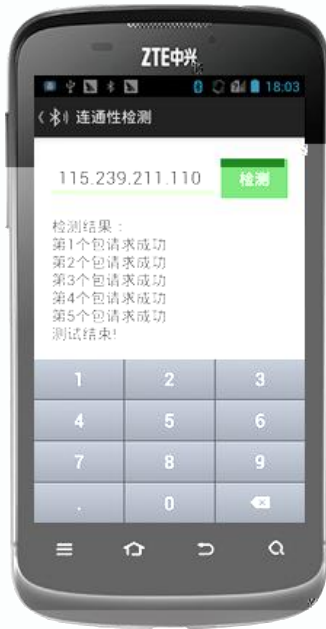 ZTE中兴
18:03
连通性检测
115.239.211.110
检测
检测结果：
第1个包请求成功
第2个包请求成功
第3个包请求成功
第4个包请求成功
第5个包请求成功
测试结束!
1 2 3
4 5 6
7 8 9
. 0